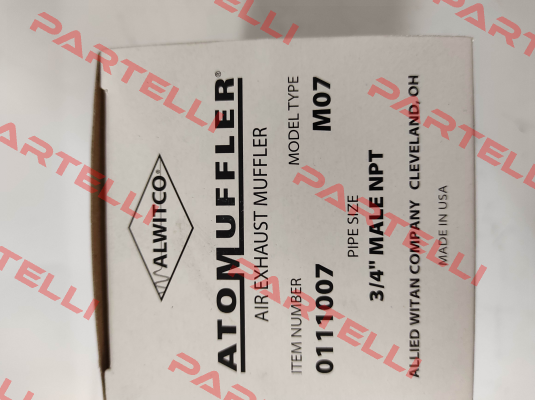 ALWITCO®
ATOMUFFLER®
AIR EXHAUST MUFFLER
ITEM NUMBER MODEL TYPE
0111007 M07
PIPE SIZE
3/4" MALE NPT
ALLIED WITAN COMPANY CLEVELAND, OH
MADE IN USA
PARTELLI
PARTELLI
PARTELLI
PARTELLI
PARTELLI
PARTELLI